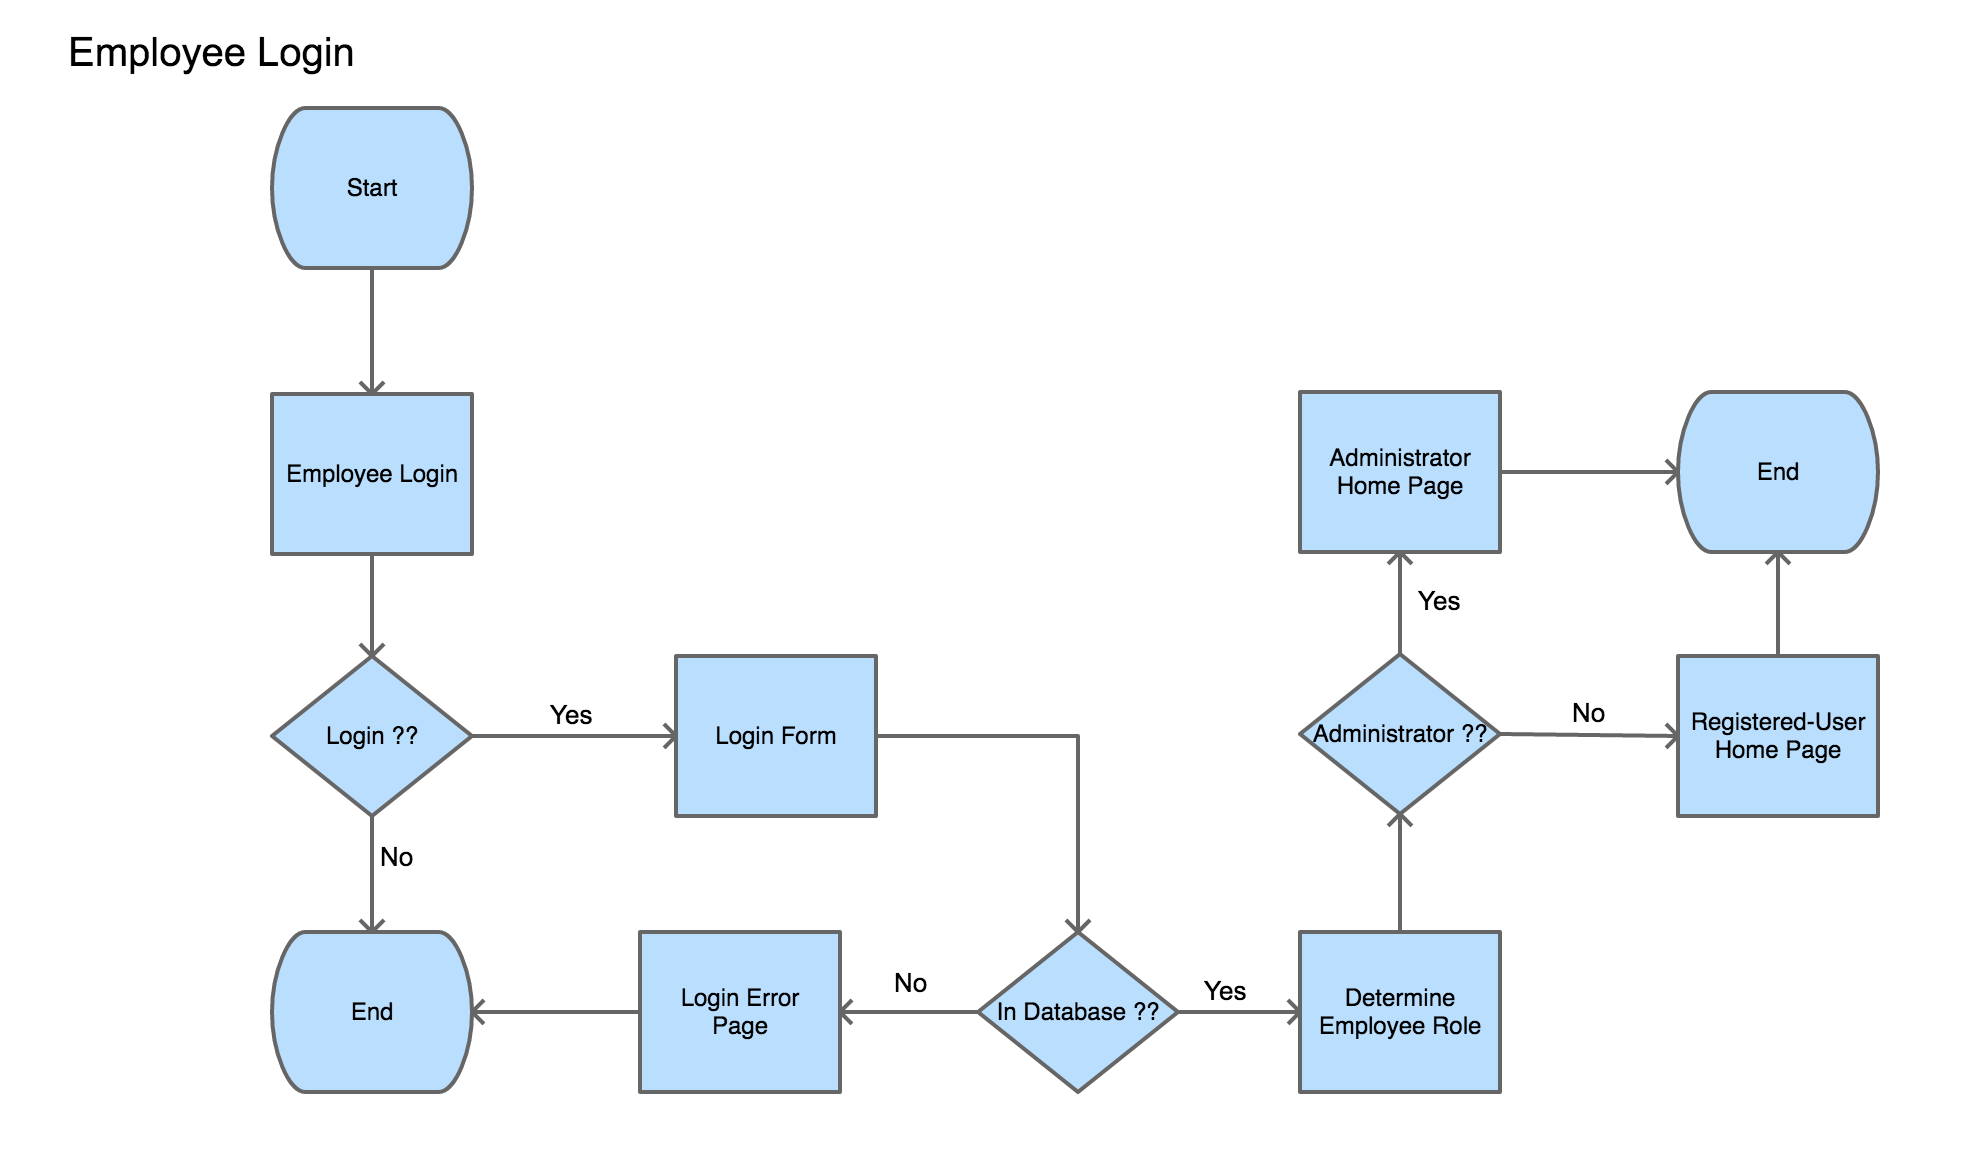 Employee Login
Start
Employee Login
Login ??
Yes
Login Form
No
End
Login Error
Page
No
In Database ??
Yes
Determine
Employee Role
Administrator ??
Yes
Administrator
Home Page
No
Registered-User
Home Page
End